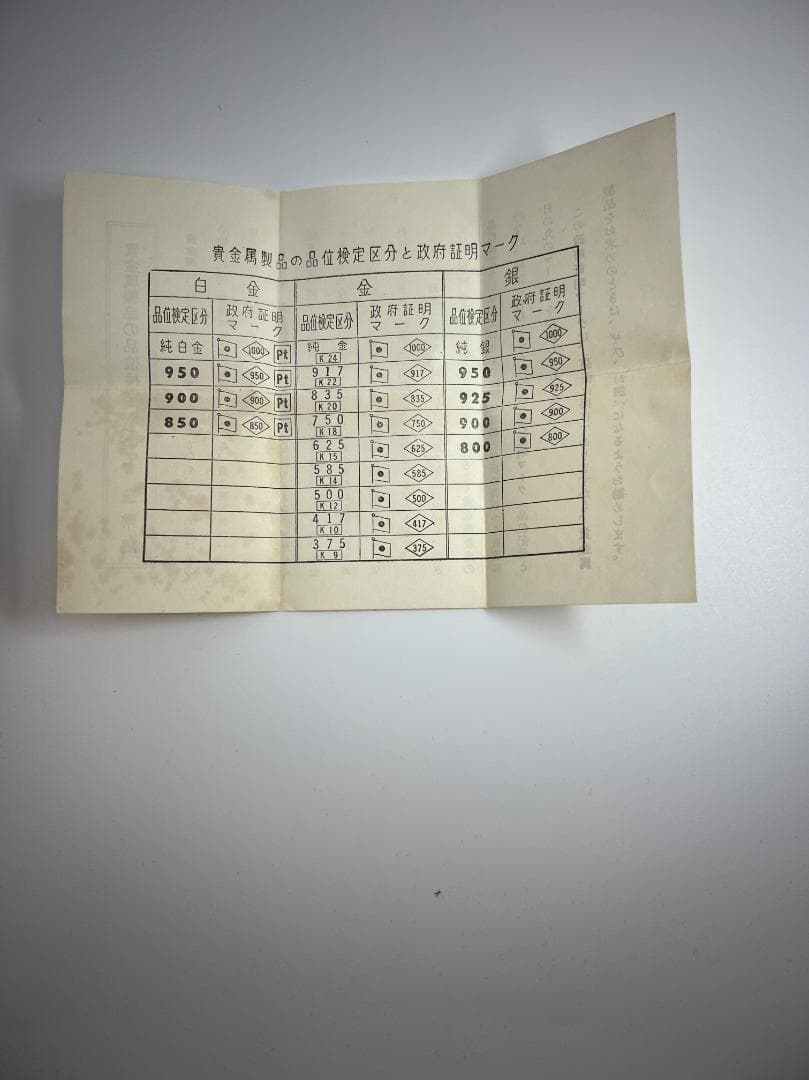 貴金属製品の品位検定区分と政府証明マーク
白金 金 銀
品位検定区分 政府証明マーク 品位検定区分 政府証明マーク 品位検定区分 政府証明マーク
純白金 1000 Pt 純金 K24 1000 純銀 1000
950 950 Pt 917 K22 917 950 950
900 900 Pt 835 K20 835 925 925
850 850 Pt 750 K18 750 900 900
625 K15 625 800 800
585 K14 585
500 K12 500
417 K10 417
375 K9 375